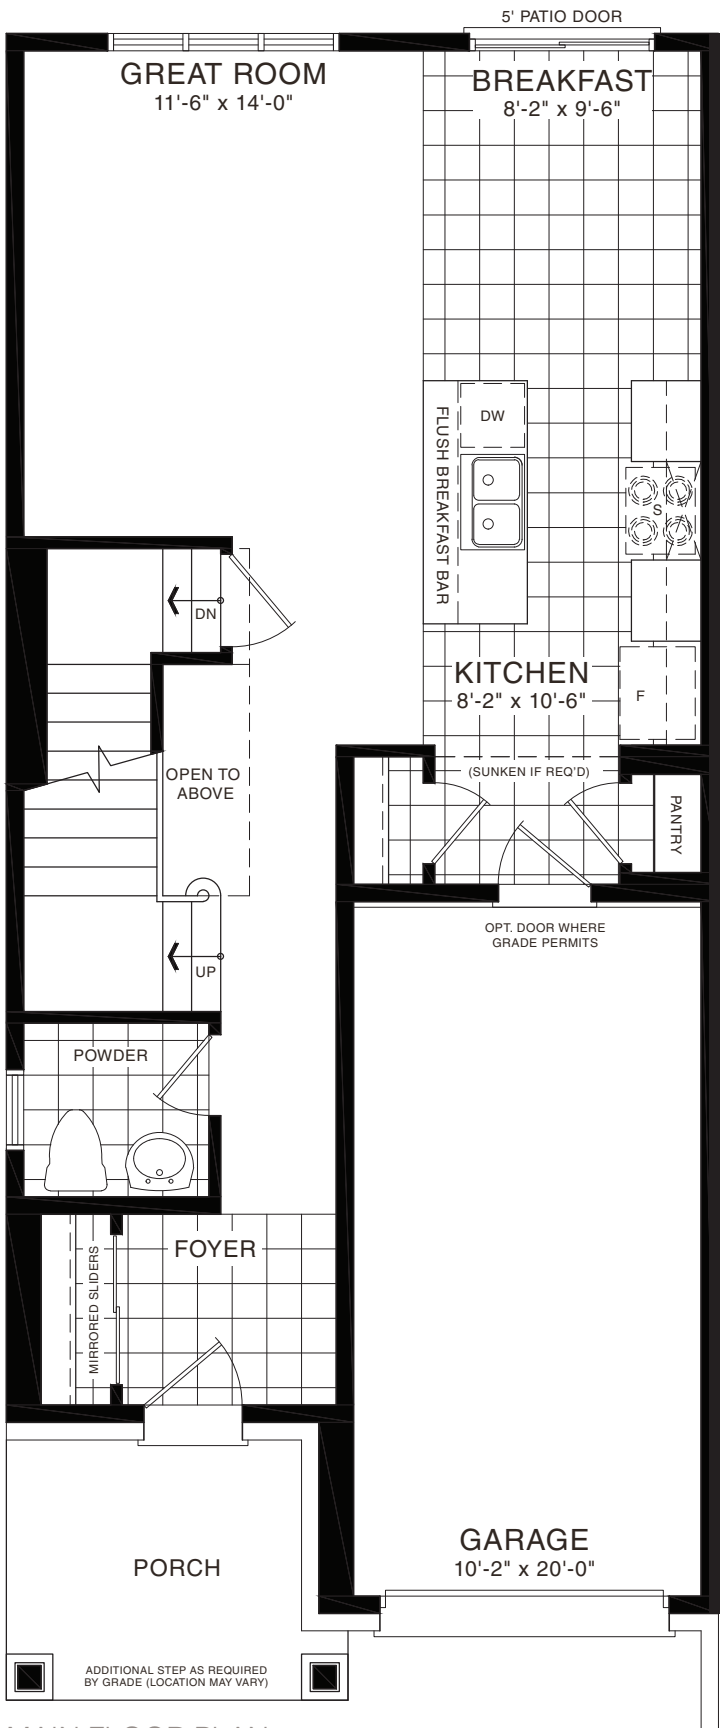 5' PATIO DOOR
GREAT ROOM
11'-6" x 14'-0"
BREAKFAST
8'-2" x 9'-6"
DW
FLUSH BREAKFAST BAR
S
DN
KITCHEN
8'-2" x 10'-6"
F
OPEN TO
ABOVE
(SUNKEN IF REQ'D)
PANTRY
OPT. DOOR WHERE
GRADE PERMITS
UP
POWDER
FOYER
MIRRORED SLIDERS
GARAGE
10'-2" x 20'-0"
PORCH
ADDITIONAL STEP AS REQUIRED
BY GRADE (LOCATION MAY VARY)